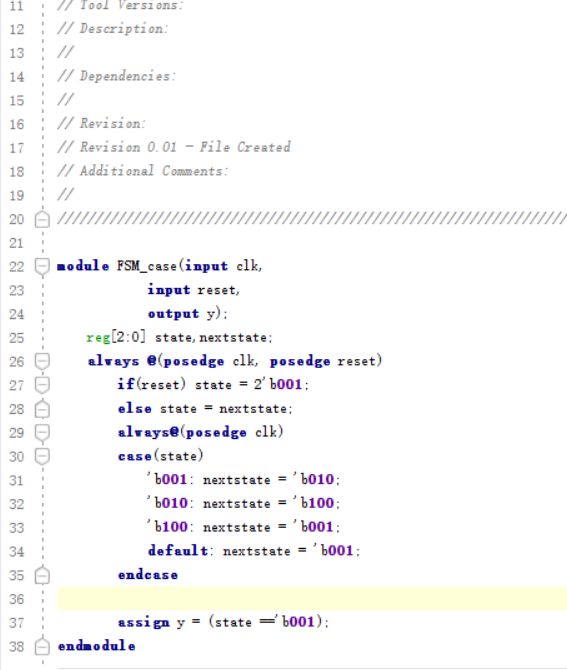 11 // Tool Versions:
12 // Description:
13 //
14 // Dependencies:
15 //
16 // Revision:
17 // Revision 0.01 - File Created
18 // Additional Comments:
19 //
20 //////////////////////////////////////////////////////////////////////
21
22 module FSM_case(input clk,
23 input reset,
24 output y);
25 reg[2:0] state,nextstate;
26 always @(posedge clk, posedge reset)
27 if(reset) state = 2'b001;
28 else state = nextstate;
29 always@(posedge clk)
30 case(state)
31 'b001: nextstate = 'b010;
32 'b010: nextstate = 'b100;
33 'b100: nextstate = 'b001;
34 default: nextstate = 'b001;
35 endcase
36
37 assign y = (state =='b001);
38 endmodule